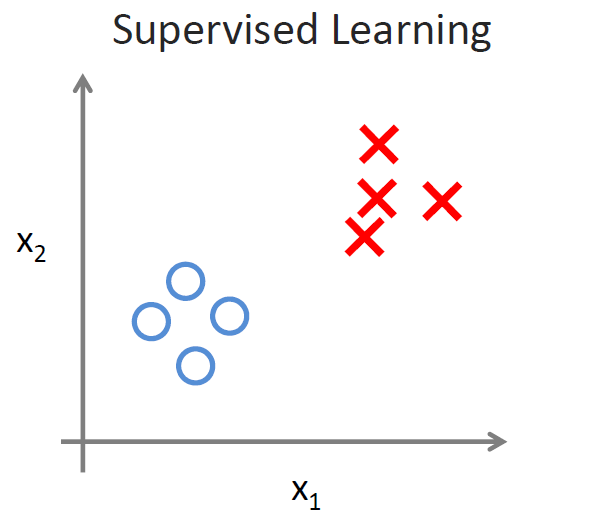 Supervised Learning
x₂
x₁